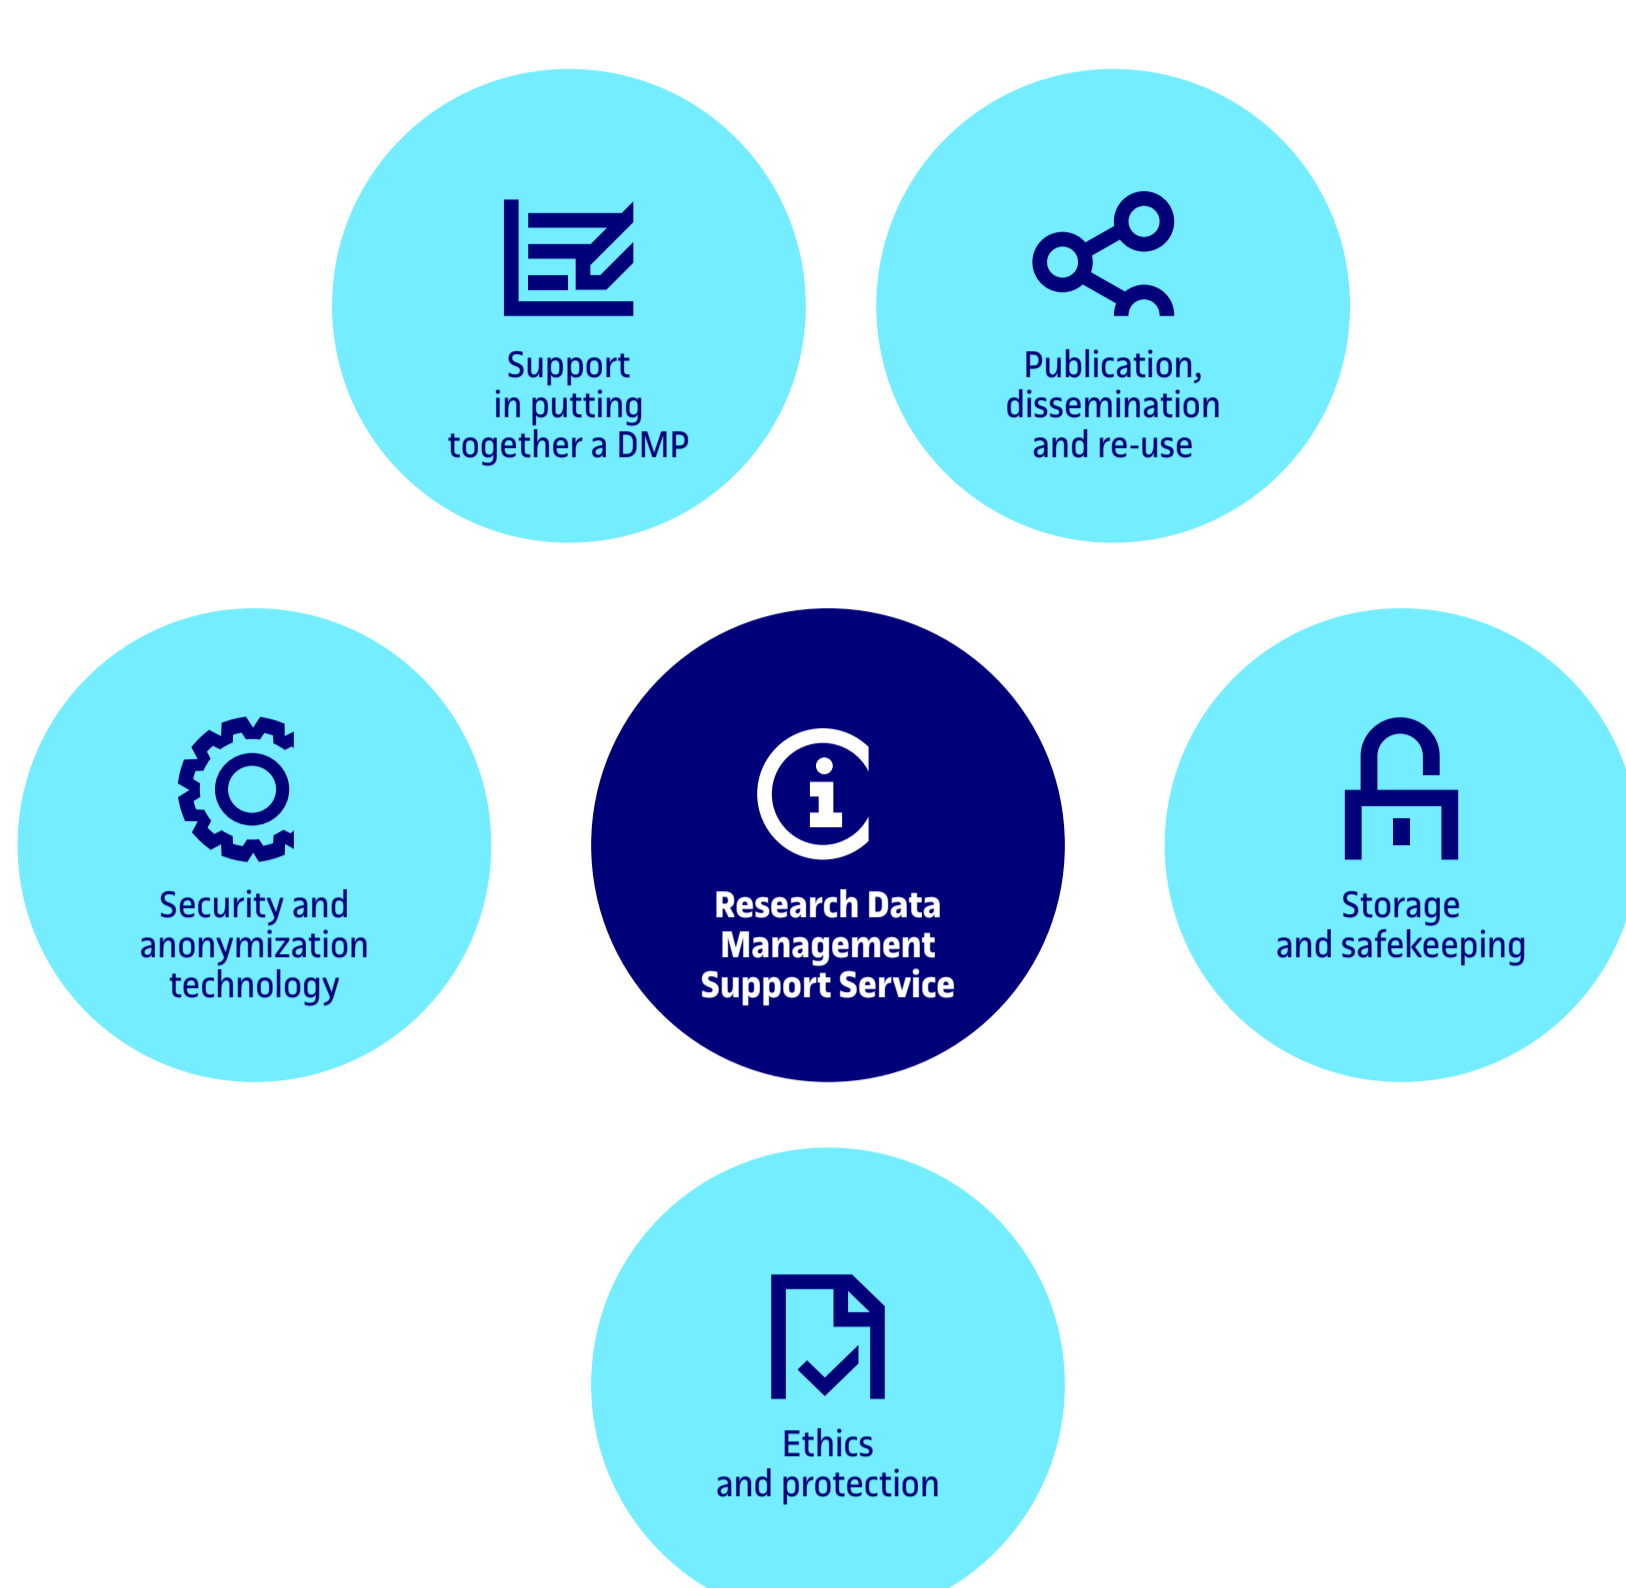 Support
in putting
together a DMP
Publication,
dissemination
and re-use
Security and
anonymization
technology
Research Data
Management
Support Service
Storage
and safekeeping
Ethics
and protection